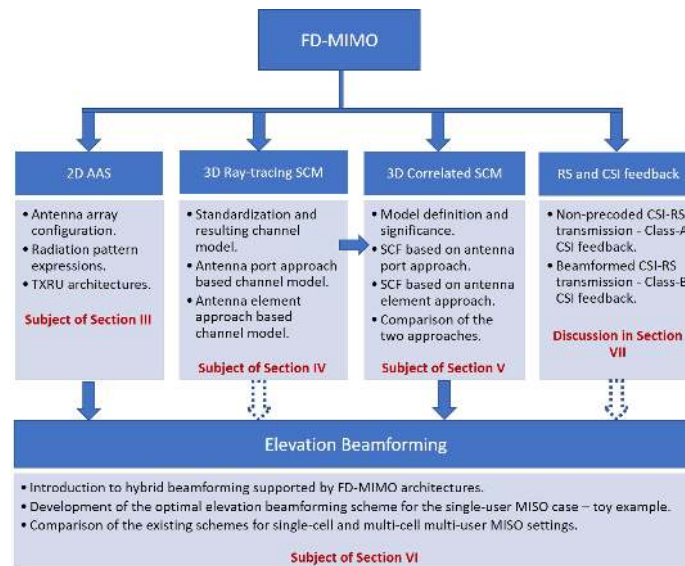 FD-MIMO
2D AAS
• Antenna array
configuration.
• Radiation pattern
expressions.
• TXRU architectures.
Subject of Section III
3D Ray-tracing SCM
• Standardization and
resulting channel
model.
• Antenna port approach
based channel model.
• Antenna element
approach based
channel model.
Subject of Section IV
3D Correlated SCM
• Model definition and
significance.
• SCF based on antenna
port approach.
• SCF based on antenna
element approach.
• Comparison of the
two approaches.
Subject of Section V
RS and CSI feedback
• Non-precoded CSI-RS
transmission - Class-A
CSI feedback.
• Beamformed CSI-RS
transmission - Class-B
CSI feedback.
Discussion in Section
VII
Elevation Beamforming
• Introduction to hybrid beamforming supported by FD-MIMO architectures.
• Development of the optimal elevation beamforming scheme for the single-user MISO case – toy example.
• Comparison of the existing schemes for single-cell and multi-cell multi-user MISO settings.
Subject of Section VI